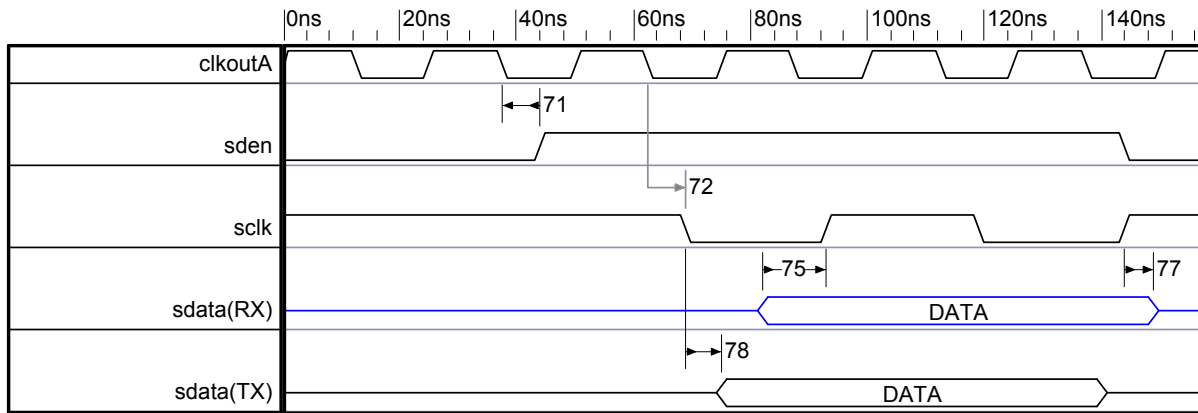 0ns 20ns 40ns 60ns 80ns 100ns 120ns 140ns
clkoutA
71
sden
72
sclk
75 77
sdata(RX) DATA
78
sdata(TX) DATA